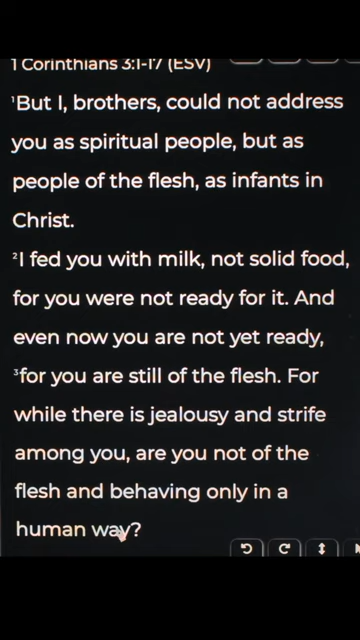 1 Corinthians 3:1-17 (ESV)
¹But I, brothers, could not address
you as spiritual people, but as
people of the flesh, as infants in
Christ.
²I fed you with milk, not solid food,
for you were not ready for it. And
even now you are not yet ready,
³for you are still of the flesh. For
while there is jealousy and strife
among you, are you not of the
flesh and behaving only in a
human way?